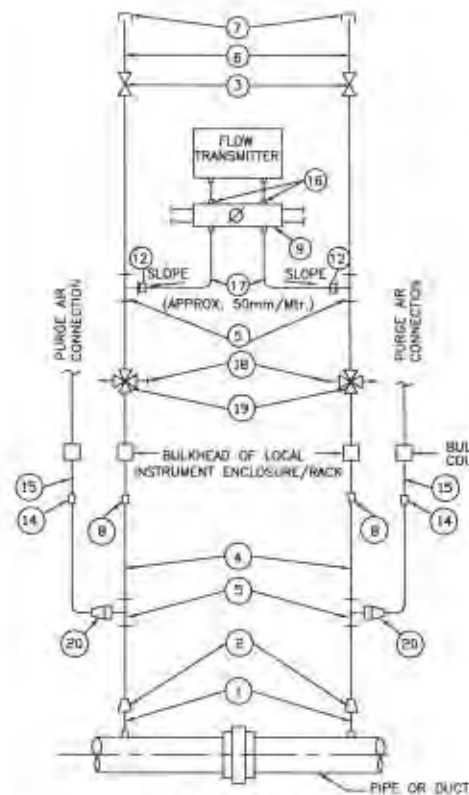 7
6
3
FLOW
TRANSMITTER
16
9
12
SLOPE
SLOPE
12
17
(APPROX. 50mm/Mtr.)
5
PURGE AIR
CONNECTION
PURGE AIR
CONNECTION
18
19
BULKHEAD OF LOCAL
INSTRUMENT ENCLOSURE/RACK
BUL
COU
15
15
14
14
8
8
4
5
20
20
2
1
PIPE OR DUCT